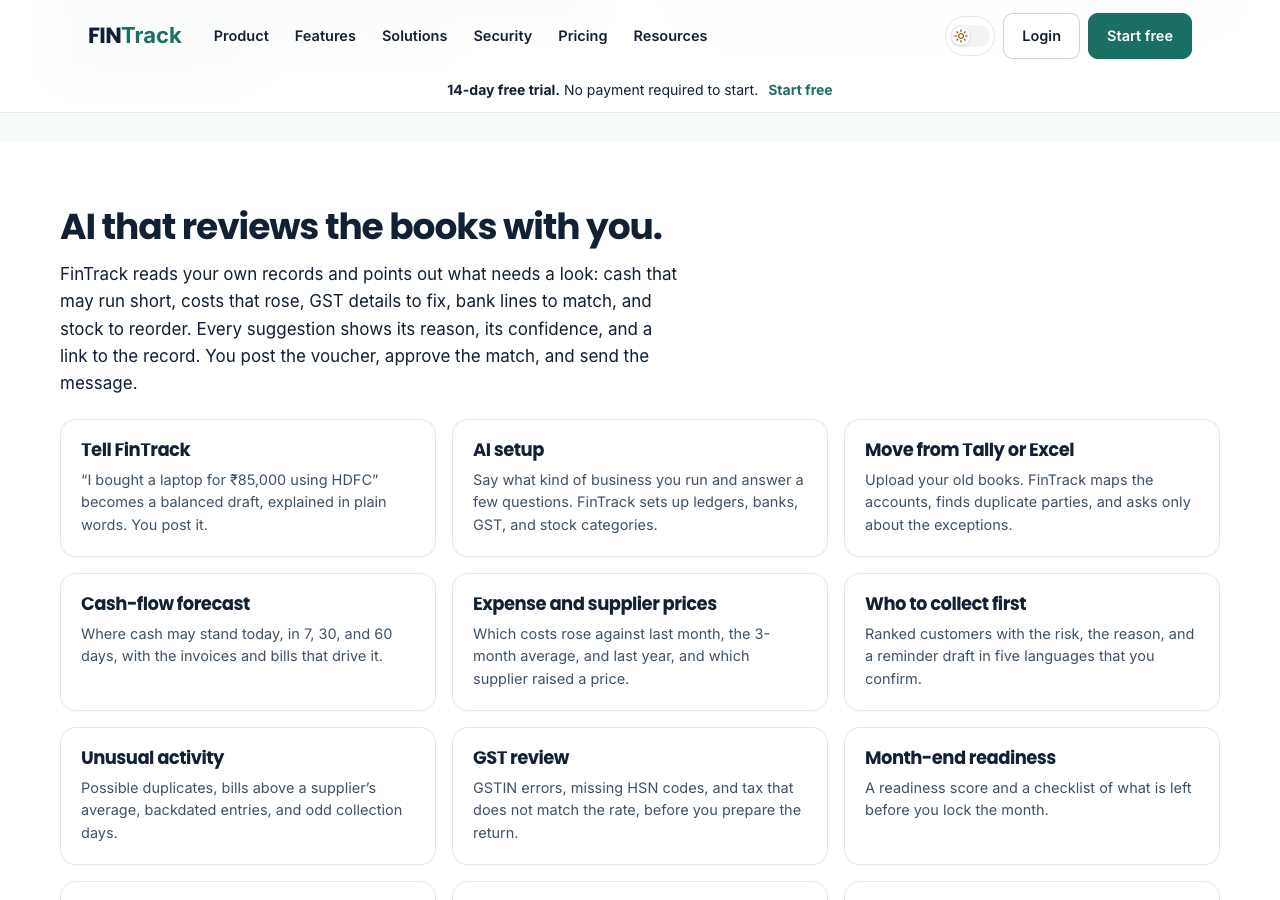 FINTrack Product Features Solutions Security Pricing Resources Login Start free
14-day free trial. No payment required to start. Start free
AI that reviews the books with you.
FinTrack reads your own records and points out what needs a look: cash that
may run short, costs that rose, GST details to fix, bank lines to match, and
stock to reorder. Every suggestion shows its reason, its confidence, and a
link to the record. You post the voucher, approve the match, and send the
message.
Tell FinTrack
“I bought a laptop for ₹85,000 using HDFC”
becomes a balanced draft, explained in plain
words. You post it.
AI setup
Say what kind of business you run and answer a
few questions. FinTrack sets up ledgers, banks,
GST, and stock categories.
Move from Tally or Excel
Upload your old books. FinTrack maps the
accounts, finds duplicate parties, and asks only
about the exceptions.
Cash-flow forecast
Where cash may stand today, in 7, 30, and 60
days, with the invoices and bills that drive it.
Expense and supplier prices
Which costs rose against last month, the 3-
month average, and last year, and which
supplier raised a price.
Who to collect first
Ranked customers with the risk, the reason, and
a reminder draft in five languages that you
confirm.
Unusual activity
Possible duplicates, bills above a supplier’s
average, backdated entries, and odd collection
days.
GST review
GSTIN errors, missing HSN codes, and tax that
does not match the rate, before you prepare the
return.
Month-end readiness
A readiness score and a checklist of what is left
before you lock the month.